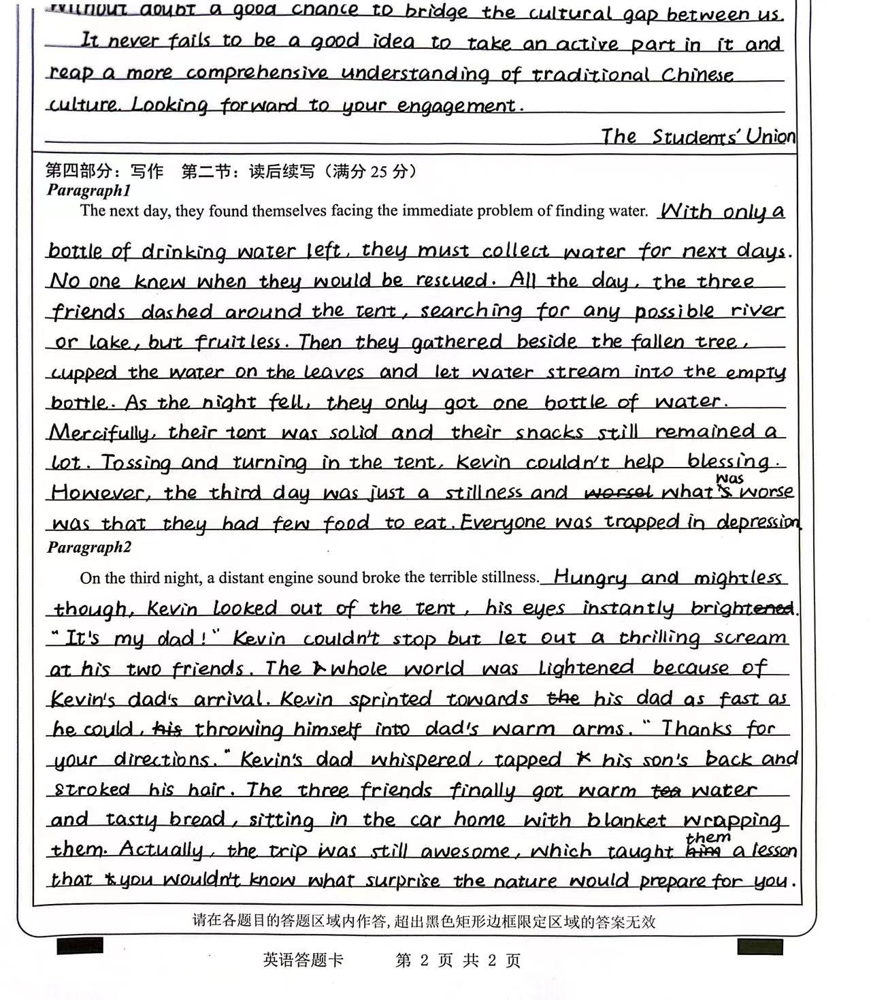 without doubt a good chance to bridge the cultural gap between us.
It never fails to be a good idea to take an active part in it and
reap a more comprehensive understanding of traditional Chinese
culture. Looking forward to your engagement.
The Students' Union
第四部分：写作 第二节：读后续写（满分 25 分）
Paragraph1
The next day, they found themselves facing the immediate problem of finding water. With only a
bottle of drinking water left, they must collect water for next days.
No one knew when they would be rescued. All the day, the three
friends dashed around the tent, searching for any possible river
or lake, but fruitless. Then they gathered beside the fallen tree,
cupped the water on the leaves and let water stream into the empty
bottle. As the night fell, they only got one bottle of water.
Mercifully, their tent was solid and their snacks still remained a
lot. Tossing and turning in the tent, Kevin couldn't help blessing.
However, the third day was just a stillness and what was worse
was that they had few food to eat. Everyone was trapped in depression
Paragraph2
On the third night, a distant engine sound broke the terrible stillness. Hungry and mightless
though, Kevin looked out of the tent, his eyes instantly bright.
"It's my dad!" Kevin couldn't stop but let out a thrilling scream
at his two friends. The whole world was lightened because of
Kevin's dad's arrival. Kevin sprinted towards his dad as fast as
he could, throwing himself into dad's warm arms. "Thanks for
your directions." Kevin's dad whispered, tapped his son's back and
stroked his hair. The three friends finally got warm water
and tasty bread, sitting in the car home with blanket wrapping
them. Actually, the trip was still awesome, which taught them a lesson
that you wouldn't know what surprise the nature would prepare for you.
请在各题目的答题区域内作答，超出黑色矩形边框限定区域的答案无效
英语答题卡 第 2 页 共 2 页